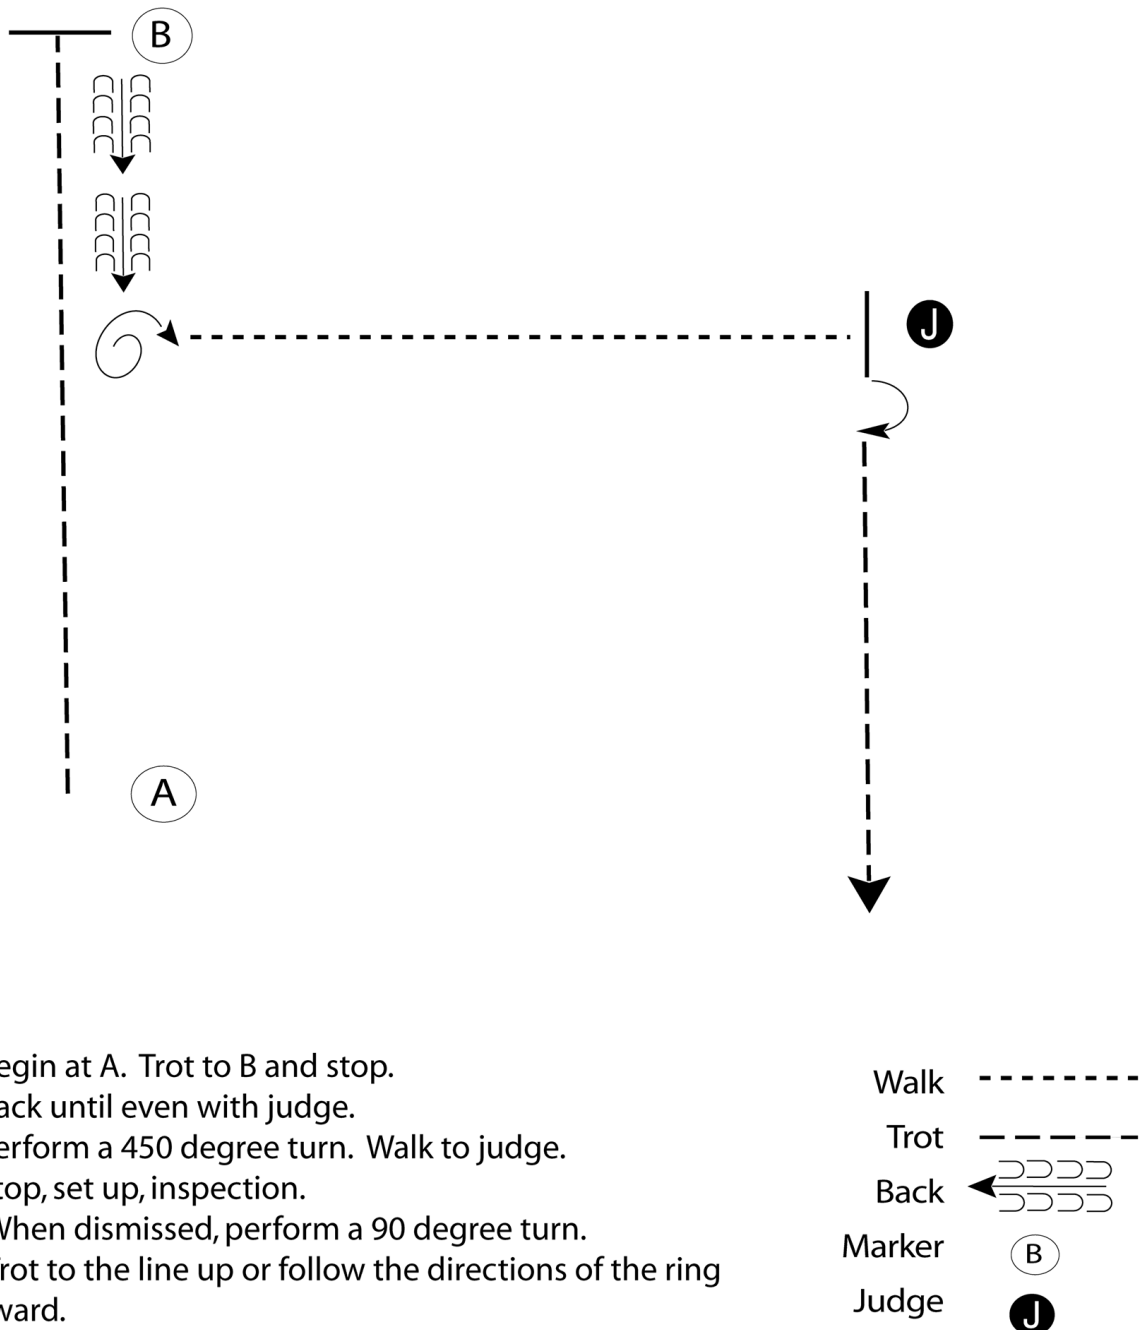 B
J
A
egin at A. Trot to B and stop.
ack until even with judge.
erform a 450 degree turn. Walk to judge.
top, set up, inspection.
When dismissed, perform a 90 degree turn.
rot to the line up or follow the directions of the ring
ward.
Walk
Trot
Back
Marker B
Judge J